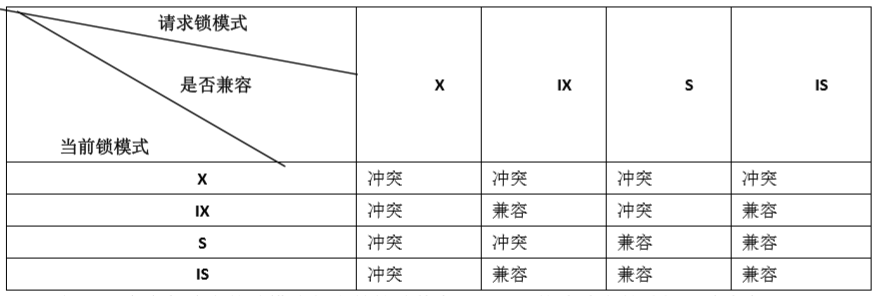 请求锁模式
是否兼容
当前锁模式
X IX S IS
X 冲突 冲突 冲突 冲突
IX 冲突 兼容 冲突 兼容
S 冲突 冲突 兼容 兼容
IS 冲突 兼容 兼容 兼容